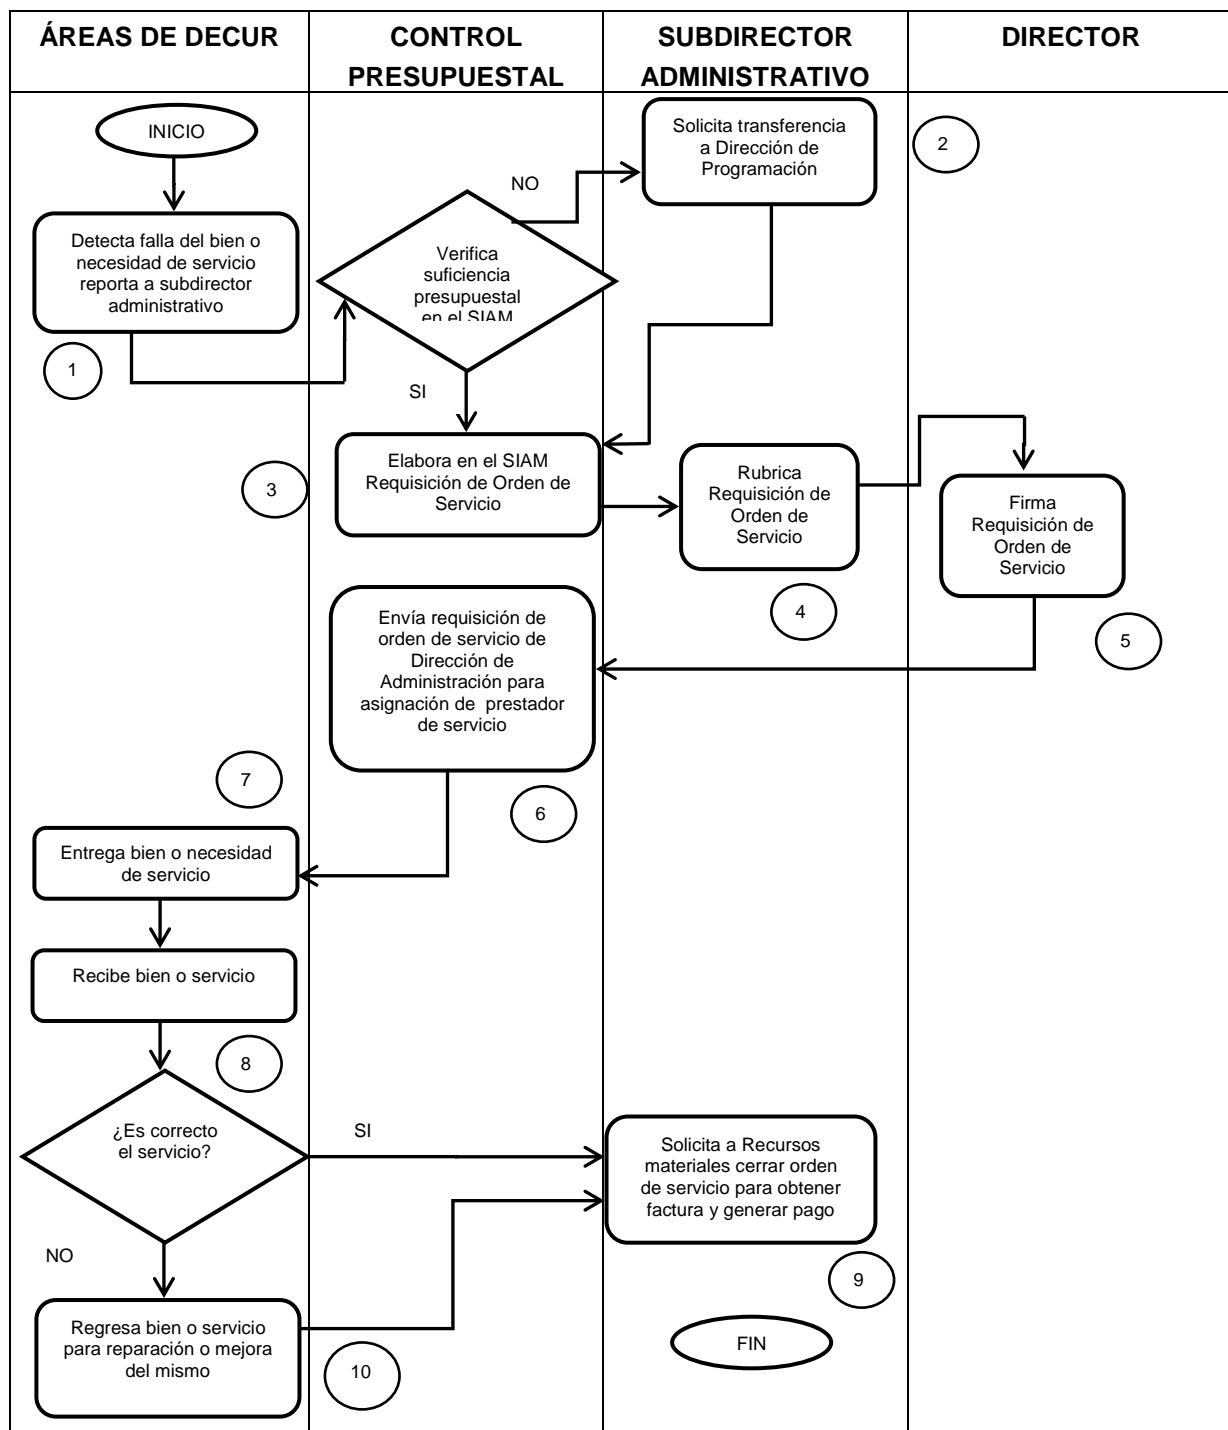 ÁREAS DE DECUR
CONTROL
PRESUPUESTAL
SUBDIRECTOR
ADMINISTRATIVO
DIRECTOR
INICIO
Solicita transferencia
a Dirección de
Programación
2
NO
Detecta falla del bien o
necesidad de servicio
reporta a subdirector
administrativo
Verifica
suficiencia
presupuestal
en el SIAM
1
SI
Elabora en el SIAM
Requisición de Orden de
Servicio
3
Rubrica
Requisición de
Orden de
Servicio
Firma
Requisición de
Orden de
Servicio
4
5
Envía requisición de
orden de servicio de
Dirección de
Administración para
asignación de prestador
de servicio
7
6
Entrega bien o necesidad
de servicio
Recibe bien o servicio
8
¿Es correcto
el servicio?
SI
Solicita a Recursos
materiales cerrar orden
de servicio para obtener
factura y generar pago
NO
9
Regresa bien o servicio
para reparación o mejora
del mismo
10
FIN